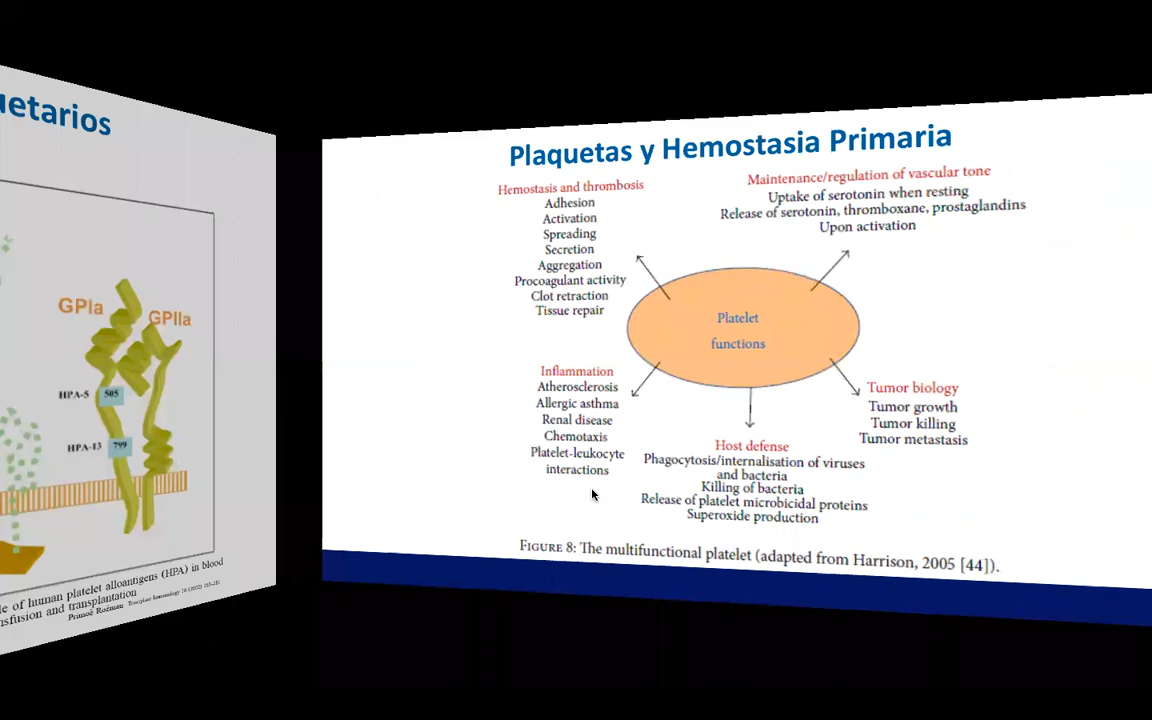 uetarios
GPIa
GPIIa
HPA-5
505
HPA-13
799
le of human platelet alloantigens (HPA) in blood
nsfusion and transplantation
Primož Rožman
Plaquetas y Hemostasia Primaria
Hemostasis and thrombosis
Adhesion
Activation
Spreading
Secretion
Aggregation
Procoagulant activity
Clot retraction
Tissue repair
Maintenance/regulation of vascular tone
Uptake of serotonin when resting
Release of serotonin, thromboxane, prostaglandins
Upon activation
Platelet
functions
Inflammation
Atherosclerosis
Allergic asthma
Renal disease
Chemotaxis
Platelet-leukocyte
interactions
Host defense
Phagocytosis/internalisation of viruses
and bacteria
Killing of bacteria
Release of platelet microbicidal proteins
Superoxide production
Tumor biology
Tumor growth
Tumor killing
Tumor metastasis
FIGURE 8: The multifunctional platelet (adapted from Harrison, 2005 [44]).